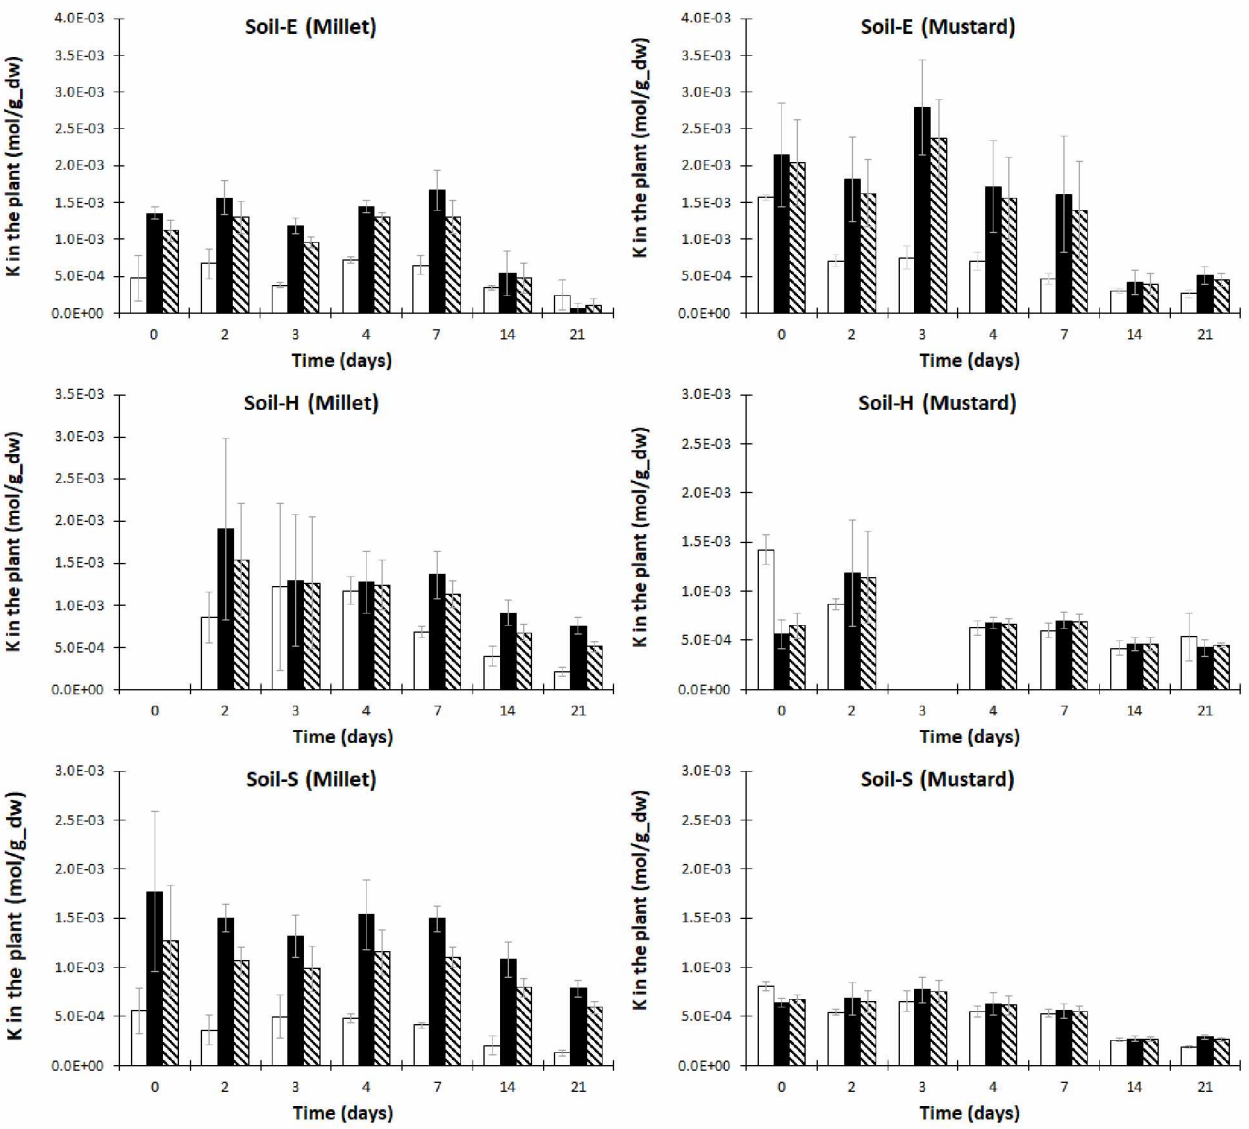 Soil-E (Millet)
K in the plant (mol/g_dw)
4.0E-03
3.5E-03
3.0E-03
2.5E-03
2.0E-03
1.5E-03
1.0E-03
5.0E-04
0.0E+00
0 2 3 4 7 14 21
Time (days)
Soil-E (Mustard)
K in the plant (mol/g_dw)
4.0E-03
3.5E-03
3.0E-03
2.5E-03
2.0E-03
1.5E-03
1.0E-03
5.0E-04
0.0E+00
0 2 3 4 7 14 21
Time (days)
Soil-H (Millet)
K in the plant (mol/g_dw)
3.5E-03
3.0E-03
2.5E-03
2.0E-03
1.5E-03
1.0E-03
5.0E-04
0.0E+00
0 2 3 4 7 14 21
Time (days)
Soil-H (Mustard)
K in the plant (mol/g_dw)
3.0E-03
2.5E-03
2.0E-03
1.5E-03
1.0E-03
5.0E-04
0.0E+00
0 2 3 4 7 14 21
Time (days)
Soil-S (Millet)
K in the plant (mol/g_dw)
3.0E-03
2.5E-03
2.0E-03
1.5E-03
1.0E-03
5.0E-04
0.0E+00
0 2 3 4 7 14 21
Time (days)
Soil-S (Mustard)
K in the plant (mol/g_dw)
3.0E-03
2.5E-03
2.0E-03
1.5E-03
1.0E-03
5.0E-04
0.0E+00
0 2 3 4 7 14 21
Time (days)